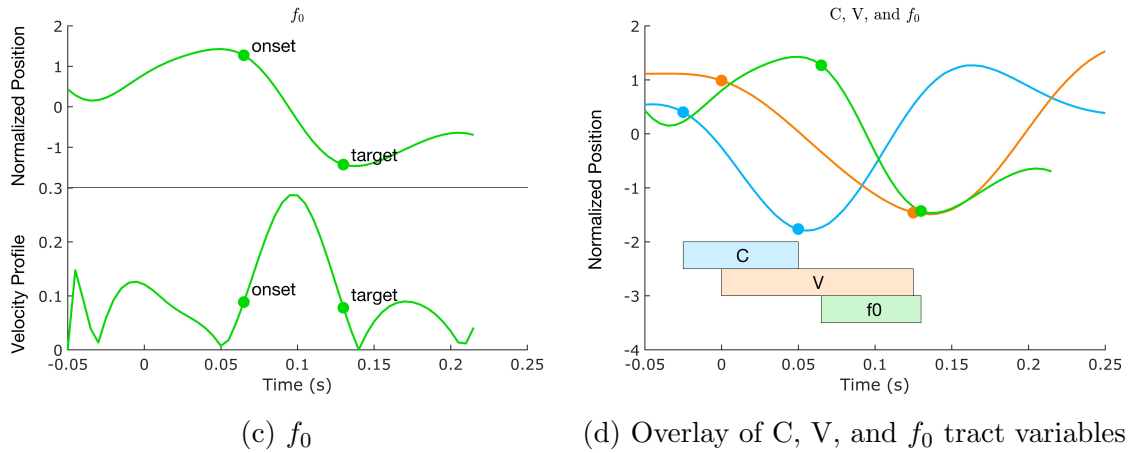 f₀
2
1
0
-1
0.3
Normalized Position
onset
target
0.2
0.1
0
Velocity Profile
onset
target
-0.05
0
0.05
0.1
0.15
0.2
0.25
Time (s)
(c) f₀
C, V, and f₀
2
1
0
-1
-2
-3
-4
Normalized Position
C
V
f0
-0.05
0
0.05
0.1
0.15
0.2
0.25
Time (s)
(d) Overlay of C, V, and f₀ tract variables